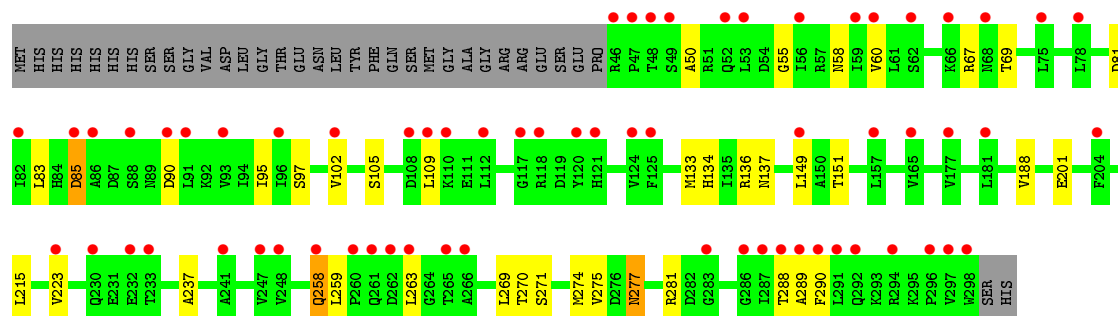 MET HIS HIS HIS HIS HIS HIS SER SER GLY VAL ASP LEU GLY THR GLU ASN LEU TYR PHE GLN SER MET GLY ALA GLY ARG ARG GLU SER GLU PRO R46 P47 T48 S49 A50 R51 Q52 L53 D54 G55 I56 R57 N58 I59 V60 L61 S62 K66 R67 N68 T69 L75 L78 D81
I82 L83 H84 D85 A86 D87 S88 N89 D90 L91 K92 V93 I94 I95 I96 S97 V102 S105 D108 L109 K110 E111 L112 G117 R118 D119 Y120 H121 V124 F125 M133 H134 I135 R136 N137 L149 A150 T151 L157 V165 V177 L181 V188 E201 F204
L215 V223 Q230 E231 E232 T233 A237 A241 V247 V248 Q258 L259 P260 Q261 D262 L263 G264 T265 A266 L269 T270 S271 M274 V275 D276 N277 R281 D282 G283 G286 I287 T288 A289 F290 L291 Q292 K293 R294 K295 P296 V297 W298 SER HIS